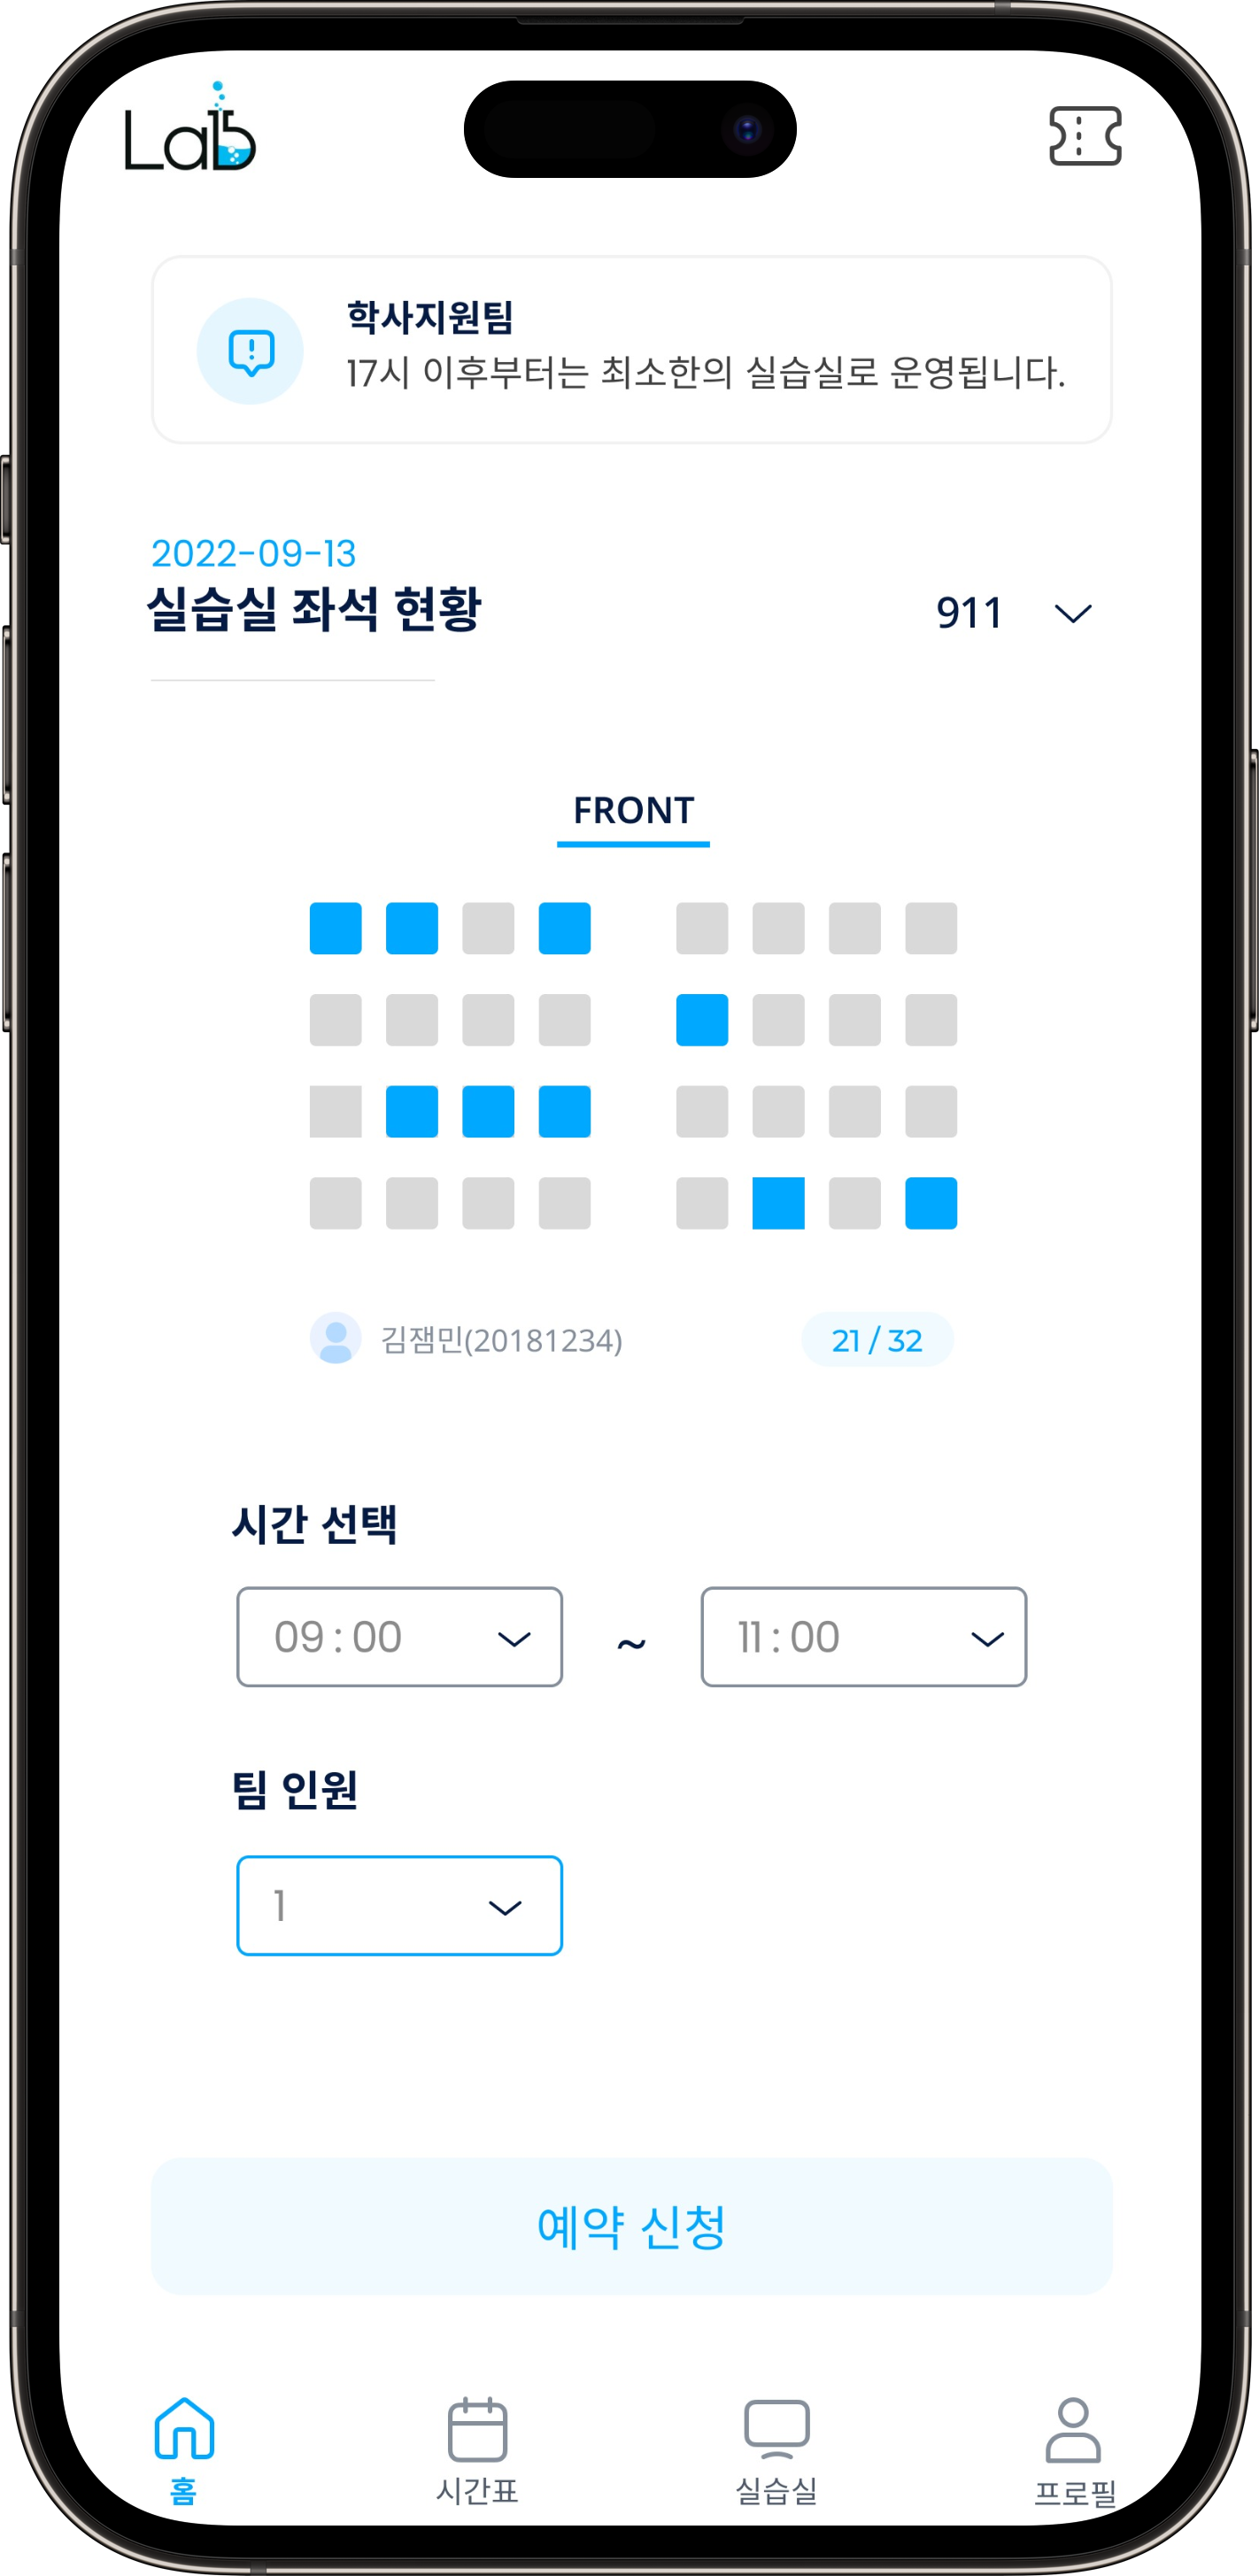 Lab
학사지원팀
17시 이후부터는 최소한의 실습실로 운영됩니다.
2022-09-13
실습실 좌석 현황
911
FRONT
김잼민(20181234)
21 / 32
시간 선택
09 : 00
~
11 : 00
팀 인원
1
예약 신청
홈
시간표
실습실
프로필